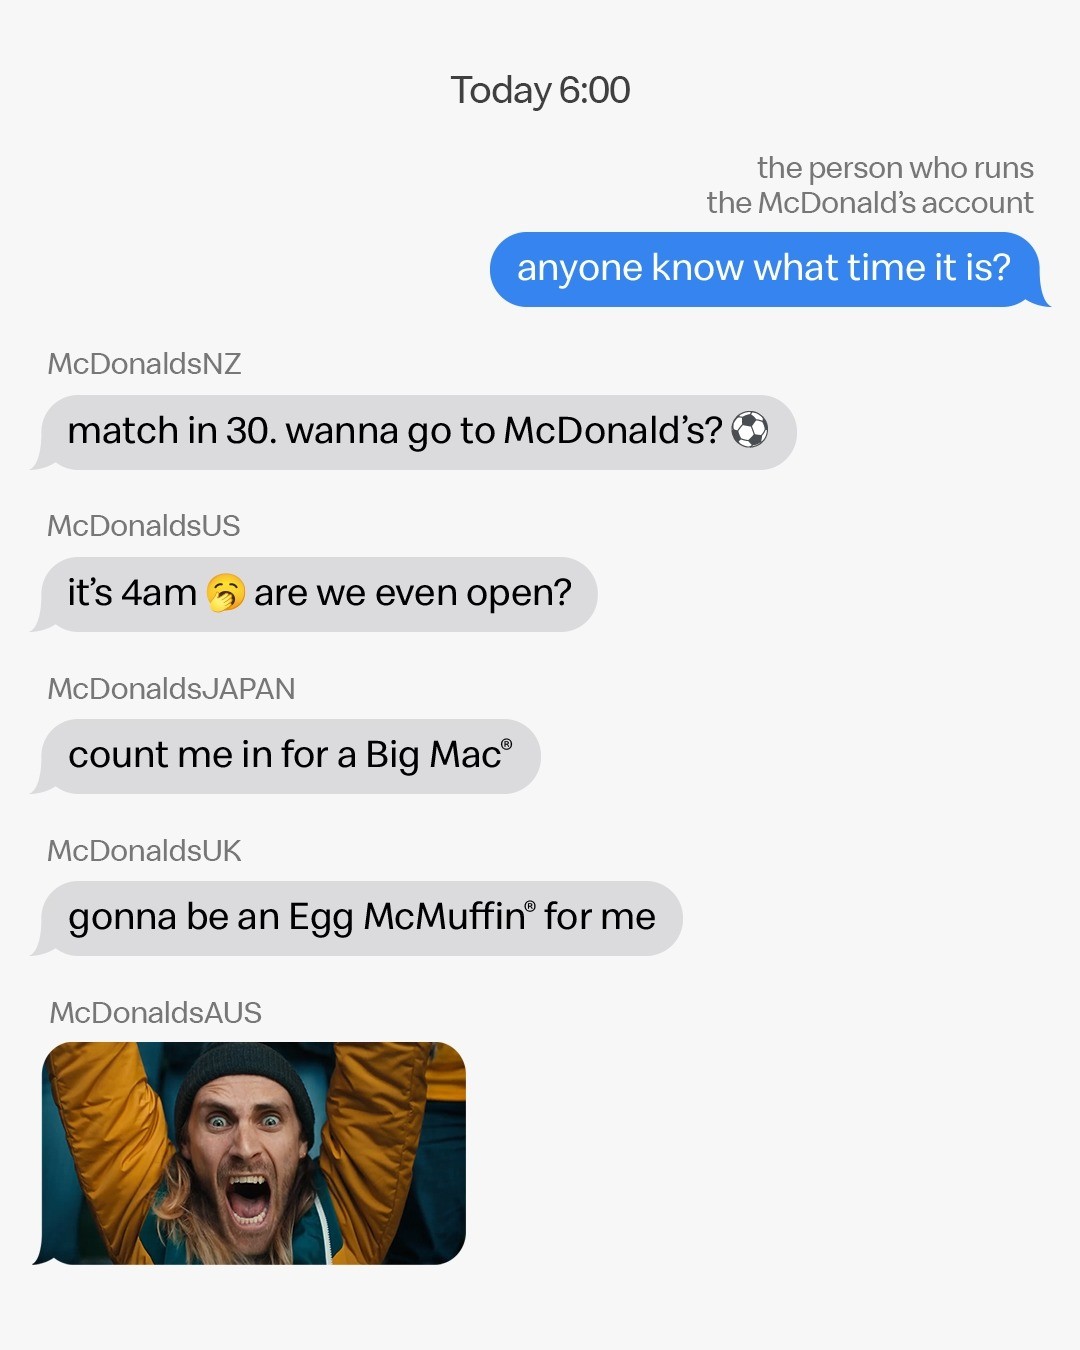 Today 6:00
the person who runs
the McDonald’s account
anyone know what time it is?
McDonaldsNZ
match in 30. wanna go to McDonald’s? ⚽
McDonaldsUS
it’s 4am 🥱 are we even open?
McDonaldsJAPAN
count me in for a Big Mac®
McDonaldsUK
gonna be an Egg McMuffin® for me
McDonaldsAUS